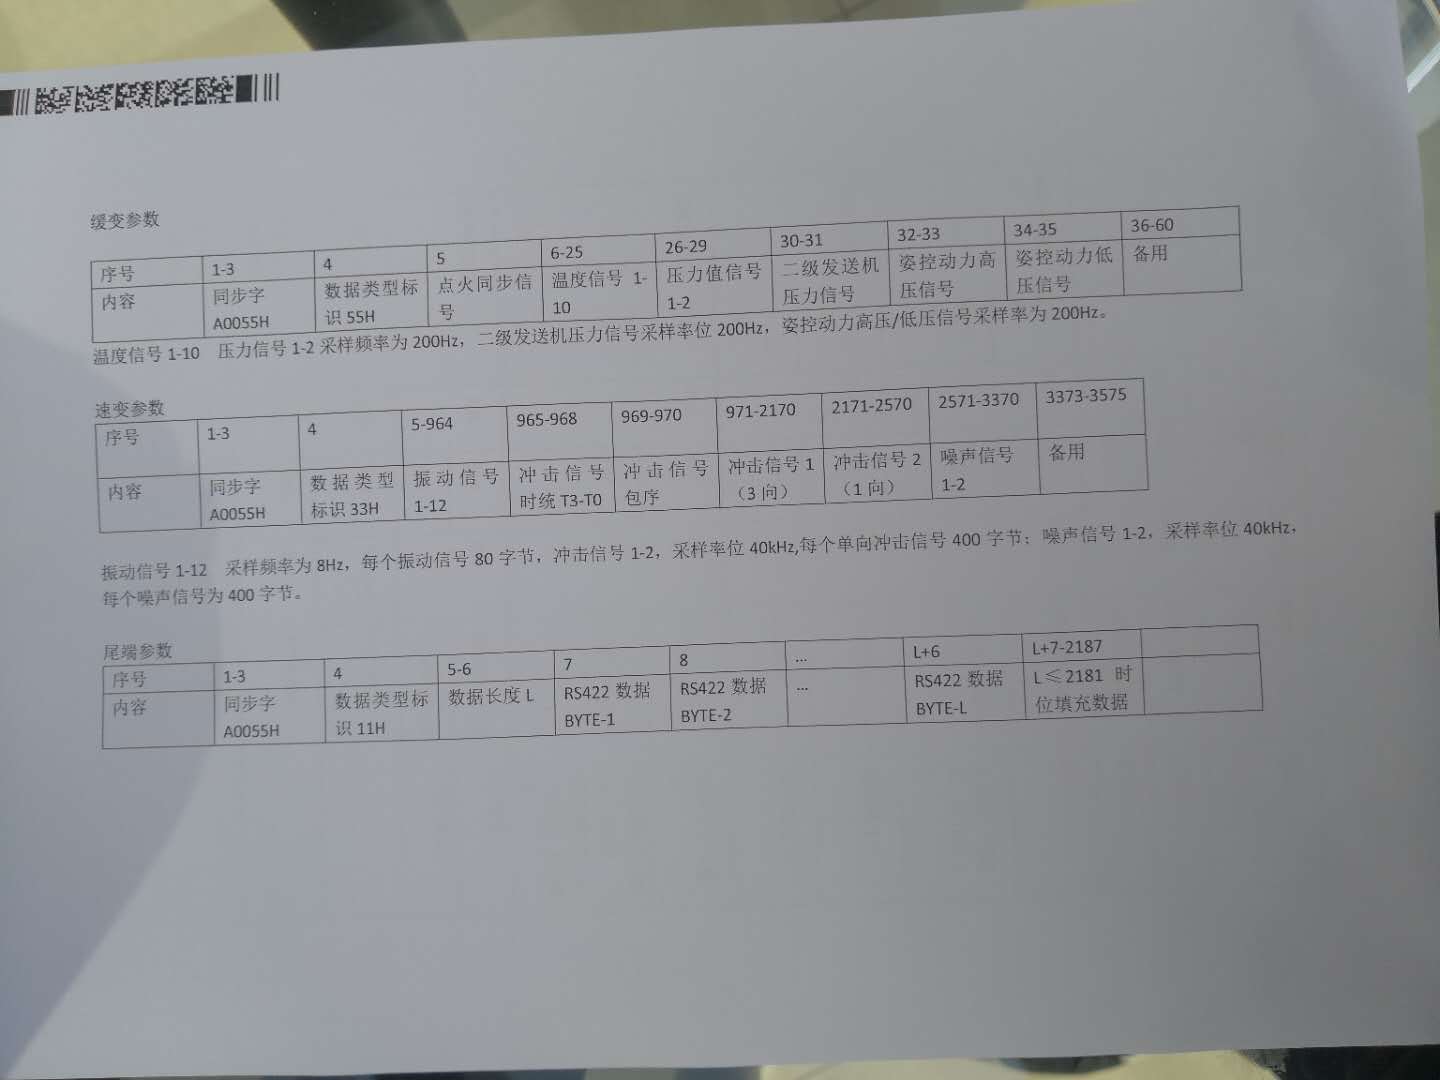 缓变参数
序号 1-3 4 5 6-25 26-29 30-31 32-33 34-35 36-60
内容 同步字 A0055H 数据类型标识 55H 点火同步信号 温度信号 1-10 压力值信号 1-2 二级发送机压力信号 姿控动力高压信号 姿控动力低压信号 备用
温度信号 1-10 压力信号 1-2 采样频率为 200Hz，二级发送机压力信号采样率位 200Hz，姿控动力高压/低压信号采样率为 200Hz。
速变参数
序号 1-3 4 5-964 965-968 969-970 971-2170 2171-2570 2571-3370 3373-3575
内容 同步字 A0055H 数据类型标识 33H 振动信号 1-12 冲击信号时统 T3-T0 冲击信号包序 冲击信号 1（3 向） 冲击信号 2（1 向） 噪声信号 1-2 备用
振动信号 1-12 采样频率为 8Hz，每个振动信号 80 字节，冲击信号 1-2，采样率位 40kHz,每个单向冲击信号 400 字节；噪声信号 1-2，采样率位 40kHz，
每个噪声信号为 400 字节。
尾端参数
序号 1-3 4 5-6 7 8 ... L+6 L+7-2187
内容 同步字 A0055H 数据类型标识 11H 数据长度 L RS422 数据 BYTE-1 RS422 数据 BYTE-2 ... RS422 数据 BYTE-L L≤2181 时位填充数据